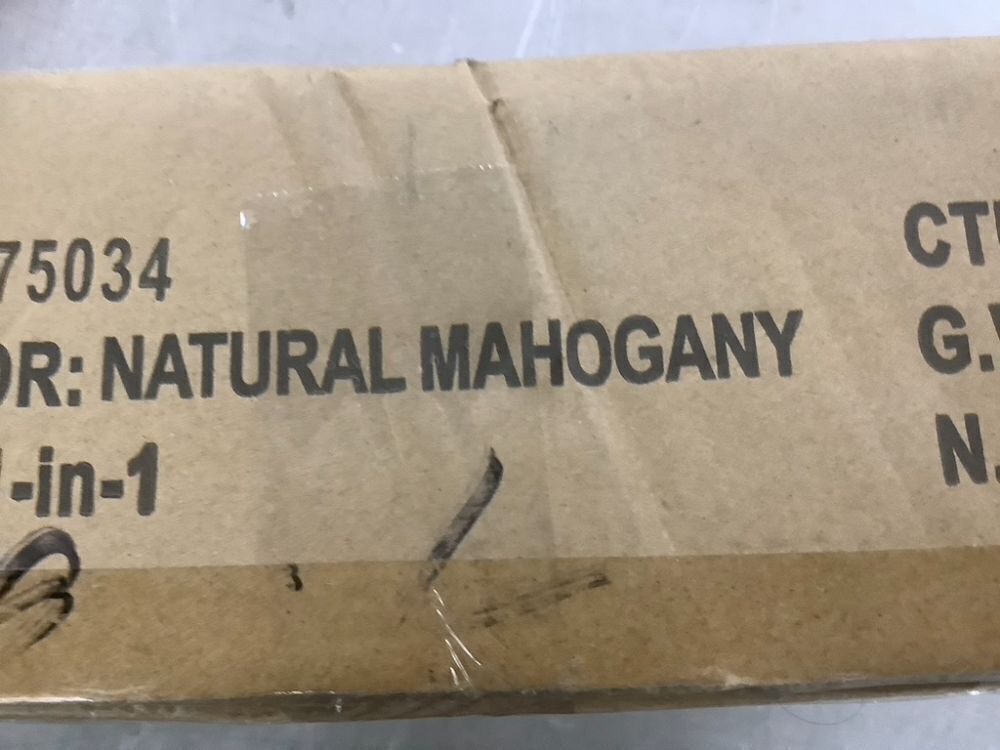 75034
OR: NATURAL MAHOGANY
-in-1
CT
G.
N.